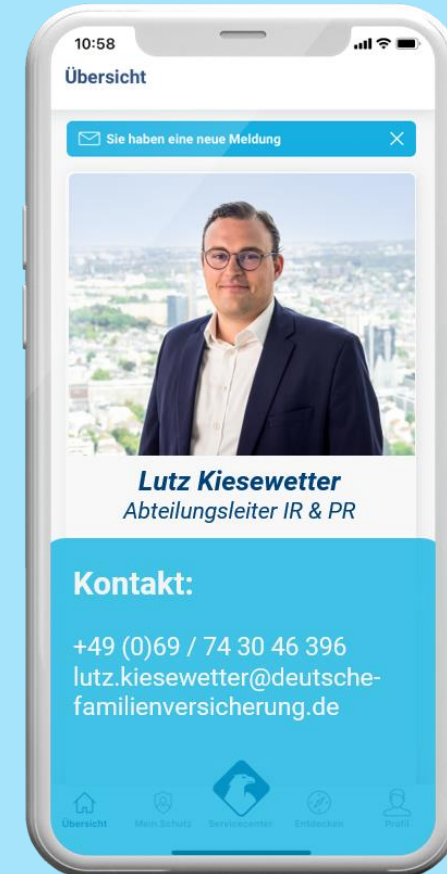 10:58
Übersicht
Sie haben eine neue Meldung
Lutz Kiesewetter
Abteilungsleiter IR & PR
Kontakt:
+49 (0)69 / 74 30 46 396
lutz.kiesewetter@deutsche-
familienversicherung.de
Übersicht Mein Schutz Servicecenter Entdecken Profil